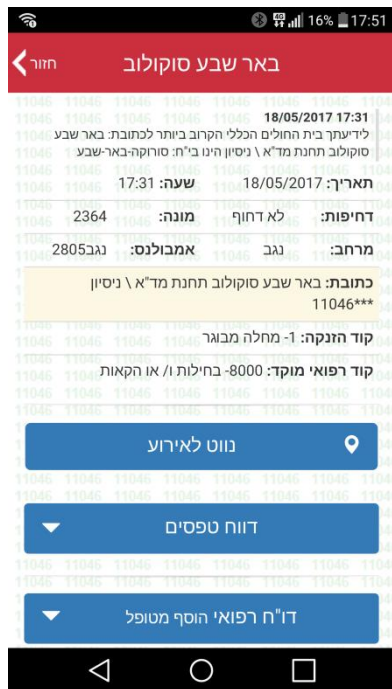 16% 17:51
באר שבע סוקולוב
חזור
18/05/2017 17:31
לידיעתך בית החולים הכללי הקרוב ביותר לכתובת: באר שבע
סוקולוב תחנת מד"א \ ניסיון הינו בי"ח: סורוקה-באר-שבע
תאריך: 18/05/2017 שעה: 17:31
דחיפות: לא דחוף מונה: 2364
מרחב: נגב אמבולנס: נגב2805
כתובת: באר שבע סוקולוב תחנת מד"א \ ניסיון
11046***
קוד הזנקה: 1- מחלה מבוגר
קוד רפואי מוקד: 8000- בחילות ו/ או הקאות
נווט לאירוע
דווח טפסים
דו"ח רפואי הוסף מטופל